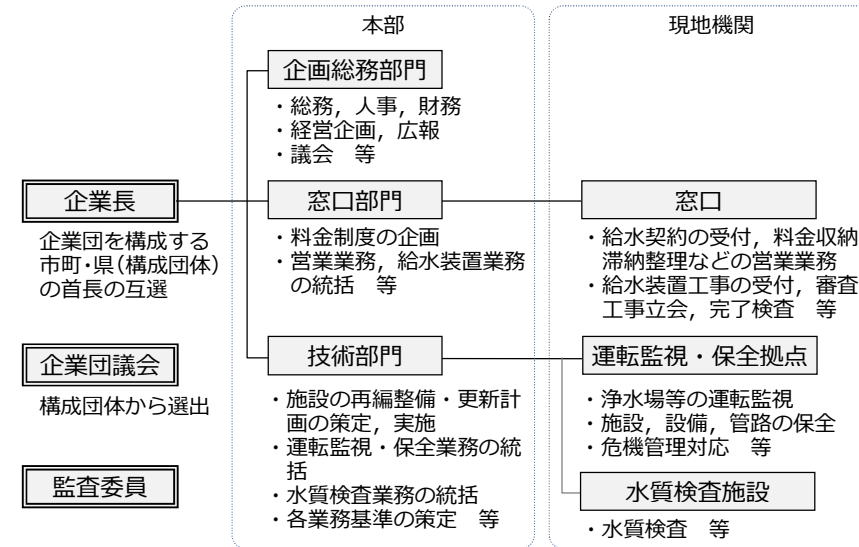 本部
現地機関
企画総務部門
・総務，人事，財務
・経営企画，広報
・議会　等
企業長
企業団を構成する
市町・県（構成団体）
の首長の互選
窓口部門
・料金制度の企画
・営業業務，給水装置業務
の統括　等
窓口
・給水契約の受付，料金収納
滞納整理などの営業業務
・給水装置工事の受付，審査
工事立会，完了検査　等
企業団議会
構成団体から選出
技術部門
・施設の再編整備・更新計
画の策定，実施
・運転監視・保全業務の統
括
・水質検査業務の統括
・各業務基準の策定　等
運転監視・保全拠点
・浄水場等の運転監視
・施設，設備，管路の保全
・危機管理対応　等
監査委員
水質検査施設
・水質検査　等